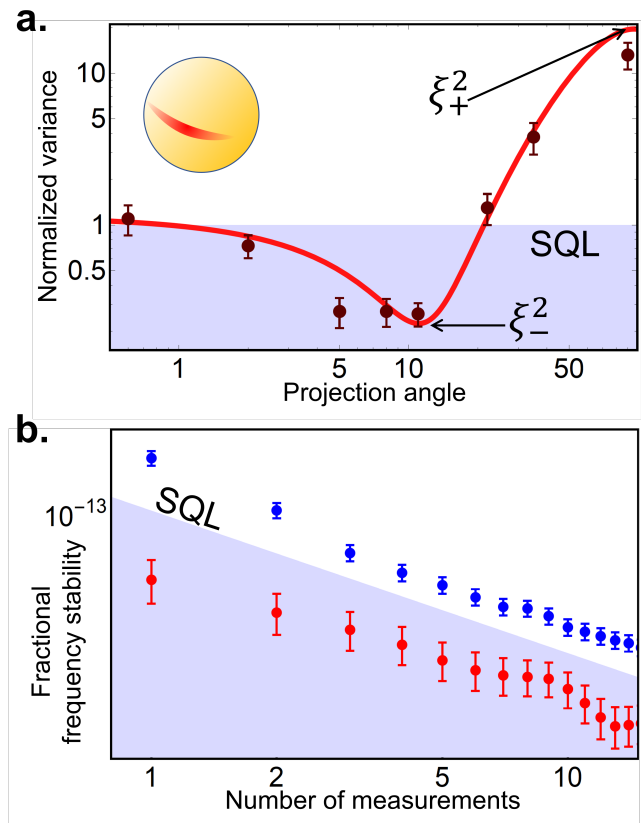 a.
Normalized variance
10
5
1
0.5
ξ₊²
SQL
ξ₋²
1
5
10
50
Projection angle
b.
Fractional
frequency stability
10⁻¹³
SQL
1
2
5
10
Number of measurements